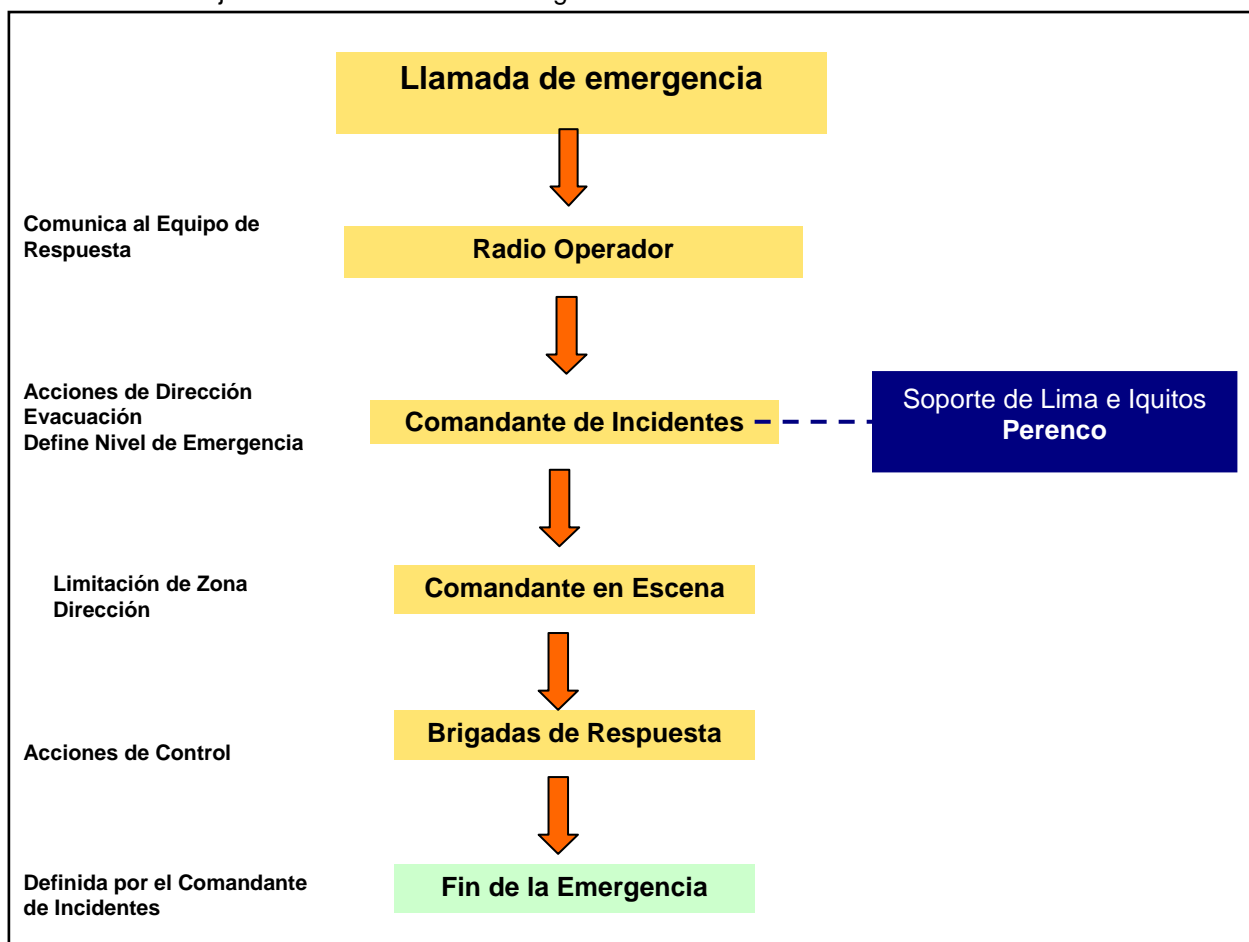 Llamada de emergencia
Comunica al Equipo de
Respuesta
Radio Operador
Acciones de Dirección
Evacuación
Define Nivel de Emergencia
Comandante de Incidentes
Soporte de Lima e Iquitos
Perenco
Limitación de Zona
Dirección
Comandante en Escena
Brigadas de Respuesta
Acciones de Control
Definida por el Comandante
de Incidentes
Fin de la Emergencia